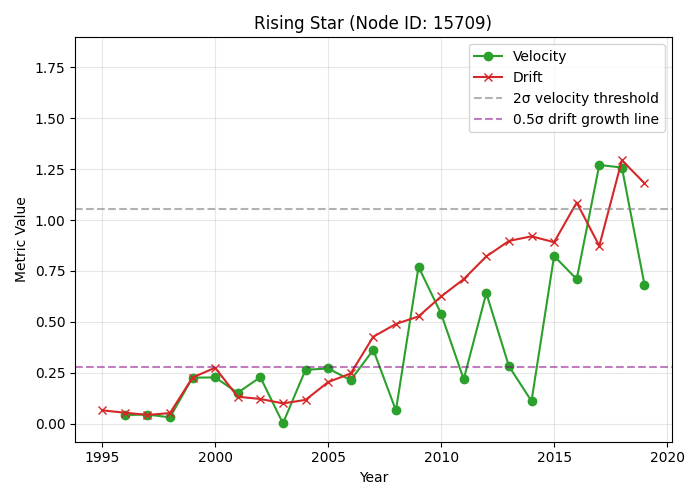 Rising Star (Node ID: 15709)
Velocity
Drift
2σ velocity threshold
0.5σ drift growth line
Metric Value
1.75
1.50
1.25
1.00
0.75
0.50
0.25
0.00
1995
2000
2005
2010
2015
2020
Year